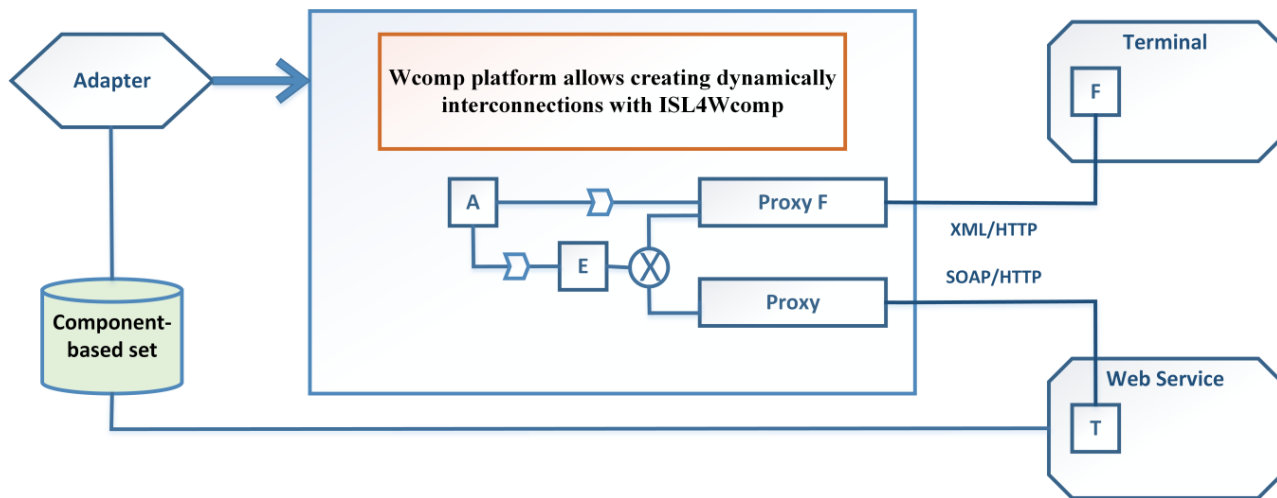 Adapter
Wcomp platform allows creating dynamically
interconnections with ISL4Wcomp
Terminal
F
A
Proxy F
XML/HTTP
E
X
SOAP/HTTP
Proxy
Component-
based set
Web Service
T